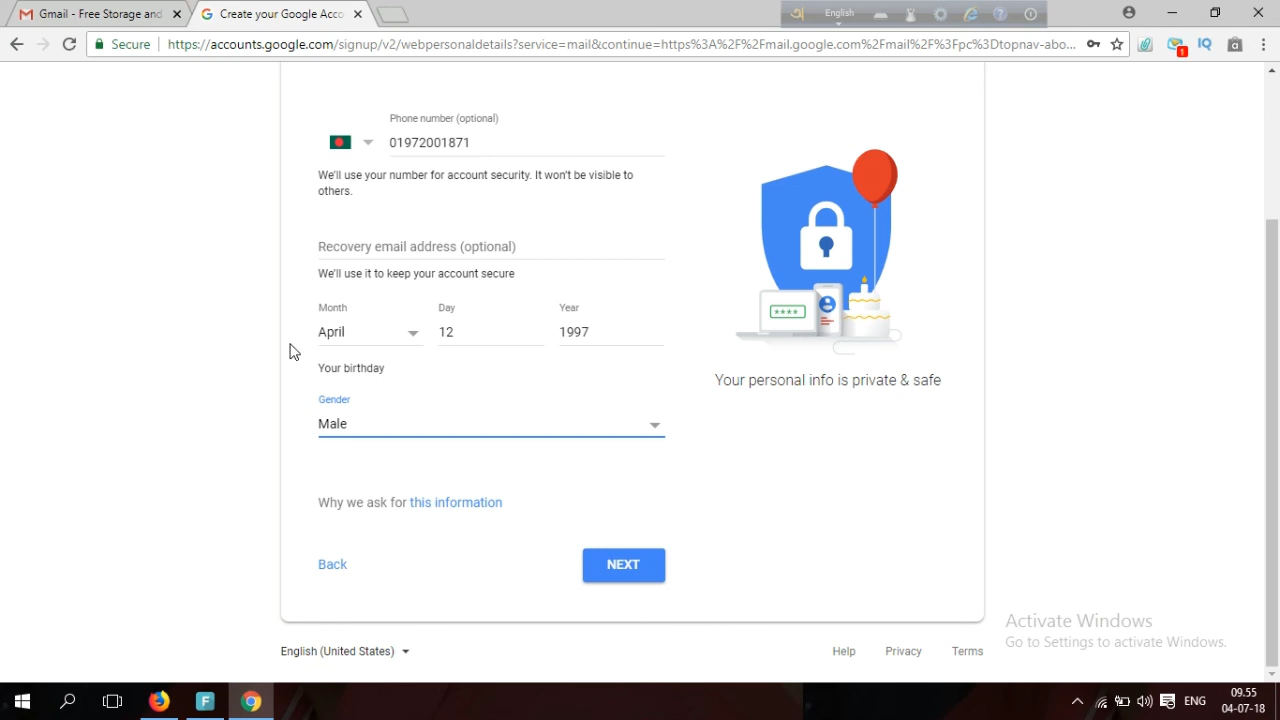 Gmail - Free Storage and
Create your Google Acco
English
Secure
https://accounts.google.com/signup/v2/webpersonaldetails?service=mail&continue=https%3A%2F%2Fmail.google.com%2Fmail%2F%3Fpc%3Dtopnav-abo...
1
IQ
Phone number (optional)
01972001871
We'll use your number for account security. It won't be visible to
others.
Recovery email address (optional)
We'll use it to keep your account secure
Month Day Year
April 12 1997
Your birthday
Gender
Male
Why we ask for this information
Back NEXT
****
Your personal info is private & safe
Activate Windows
Go to Settings to activate Windows.
English (United States)
Help Privacy Terms
F
ENG
09.55
04-07-18